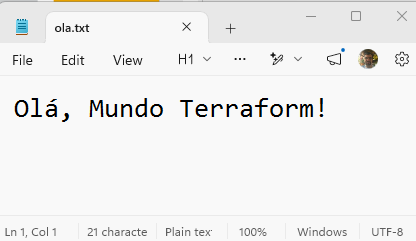 ola.txt
File Edit View H1
Olá, Mundo Terraform!
Ln 1, Col 1 21 characte Plain tex 100% Windows UTF-8